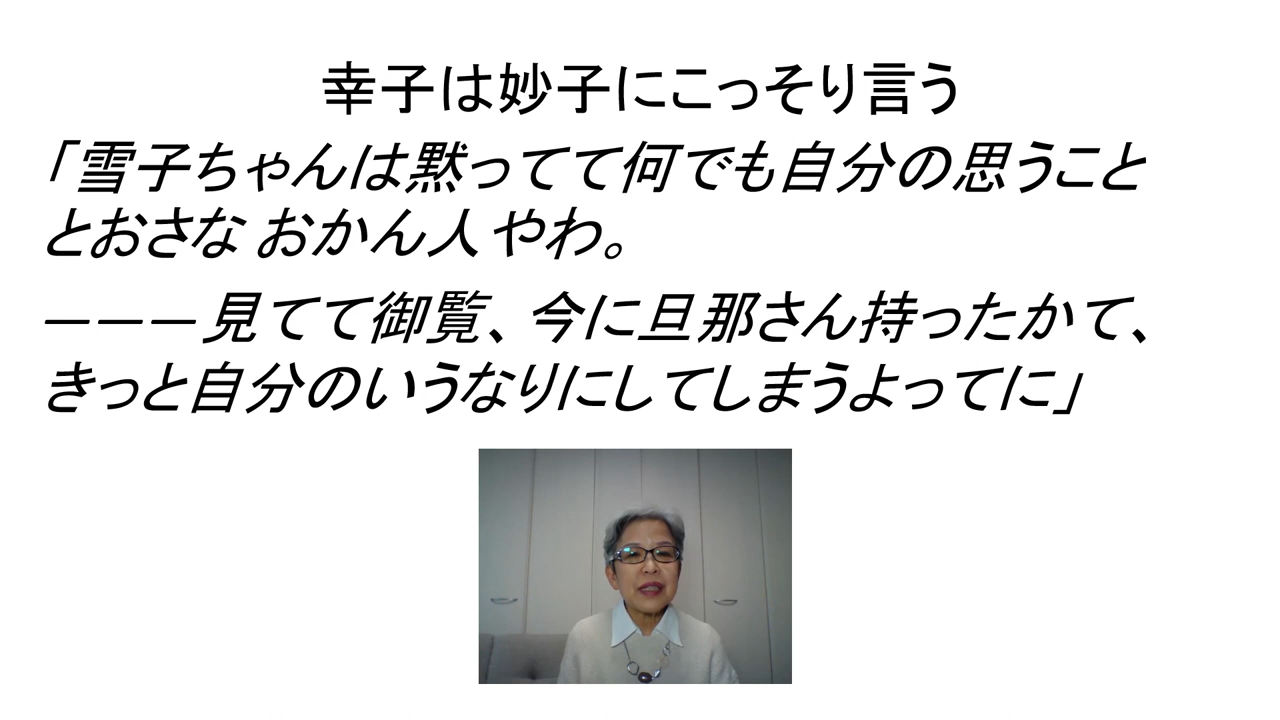 幸子は妙子にこっそり言う
「雪子ちゃんは黙ってて何でも自分の思うこと
とおさな おかん人やわ。
―――見てて御覧、今に旦那さん持ったかて、
きっと自分のいうなりにしてしまうよってに」